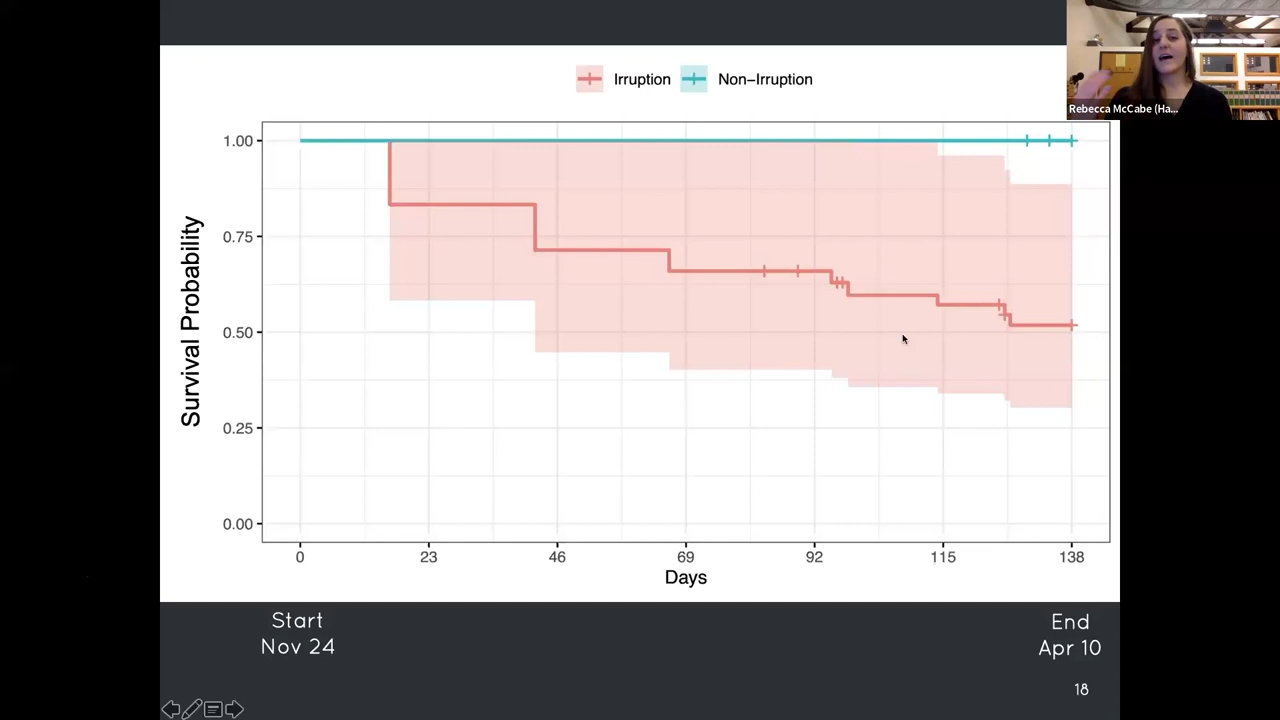 Irruption Non-Irruption
Rebecca McCabe (Ha...
1.00
0.75
0.50
0.25
0.00
Survival Probability
0 23 46 69 92 115 138
Days
Start
Nov 24
End
Apr 10
18